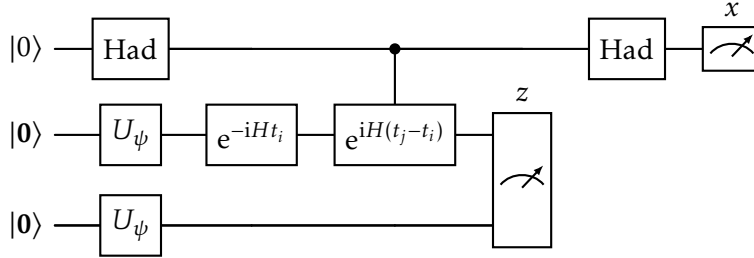 x
|0⟩ Had Had
z
|𝟎⟩ U_ψ e^{−iHt_i} e^{iH(t_j−t_i)}
|𝟎⟩ U_ψ